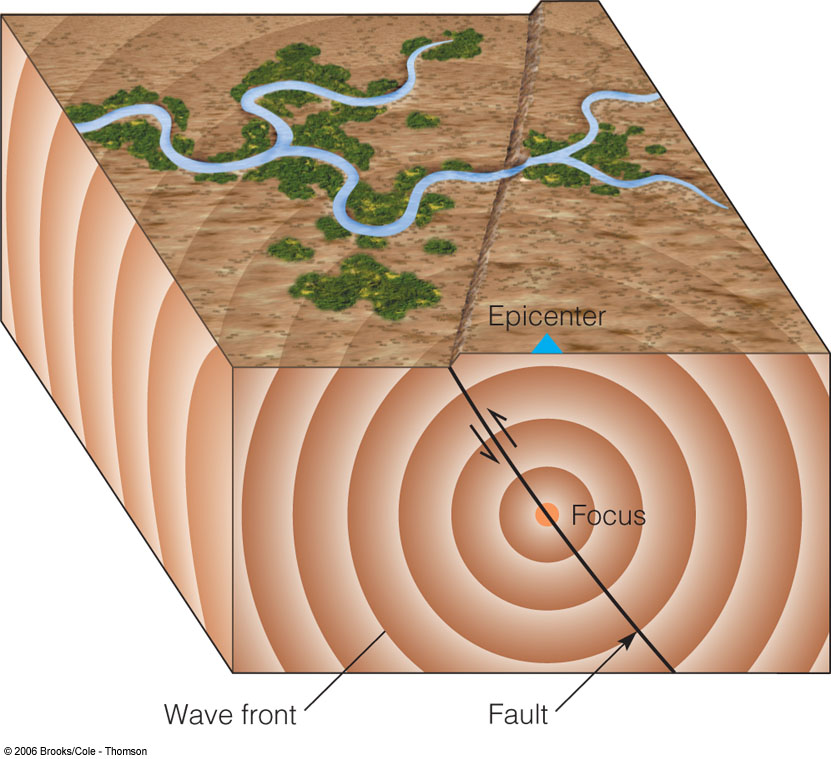 Epicenter
Focus
Wave front
Fault
© 2006 Brooks/Cole - Thomson